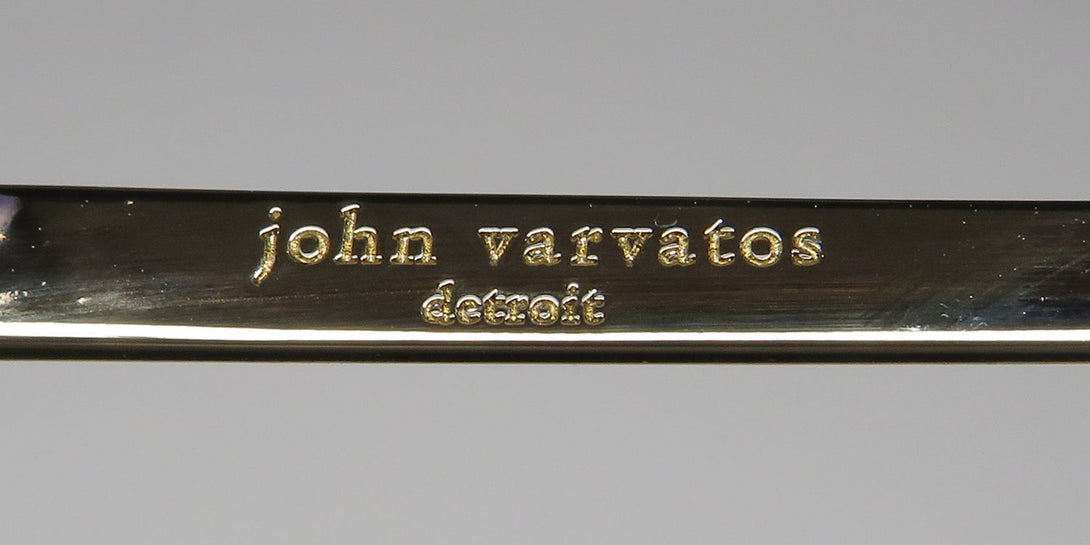 john varvatos
detroit